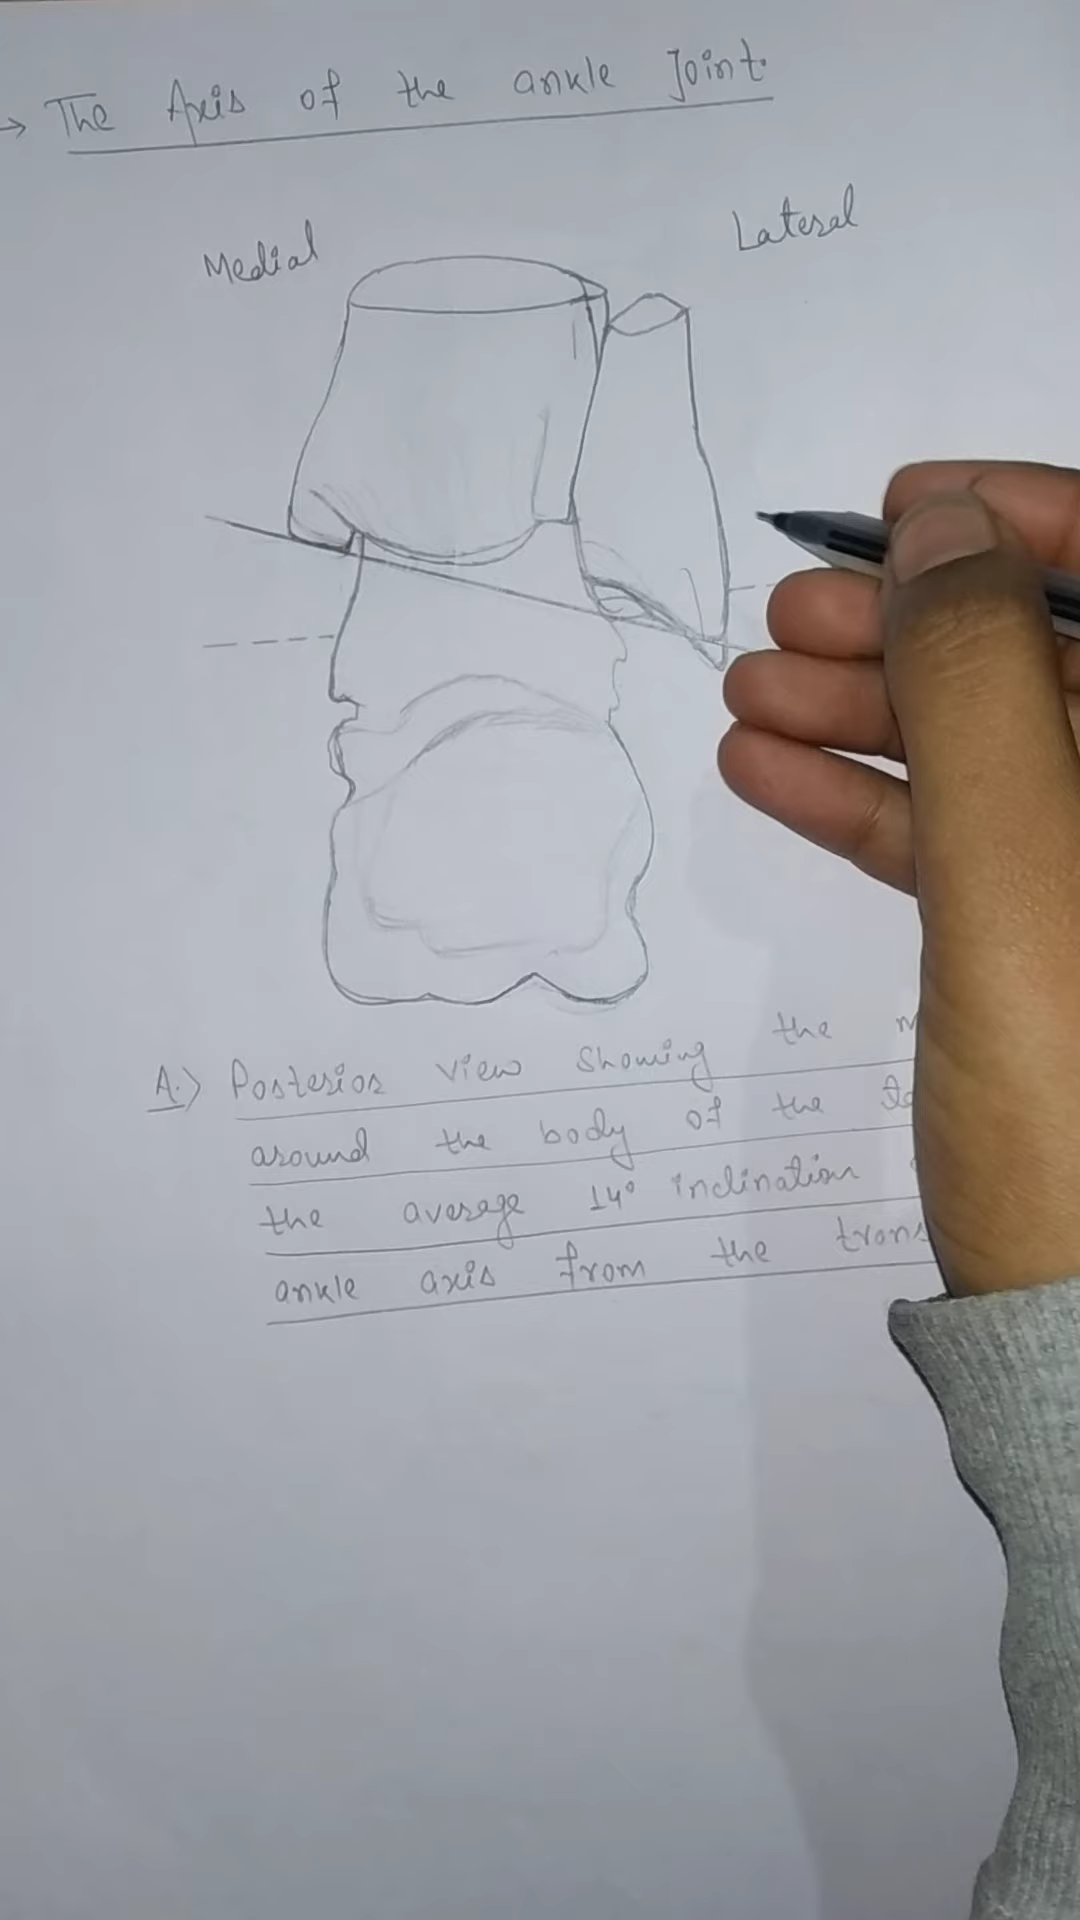 → The Axis of the ankle Joint.
Medial
Lateral
A.) Posterior view showing the
around the body of the
the average 14° inclination
ankle axis from the